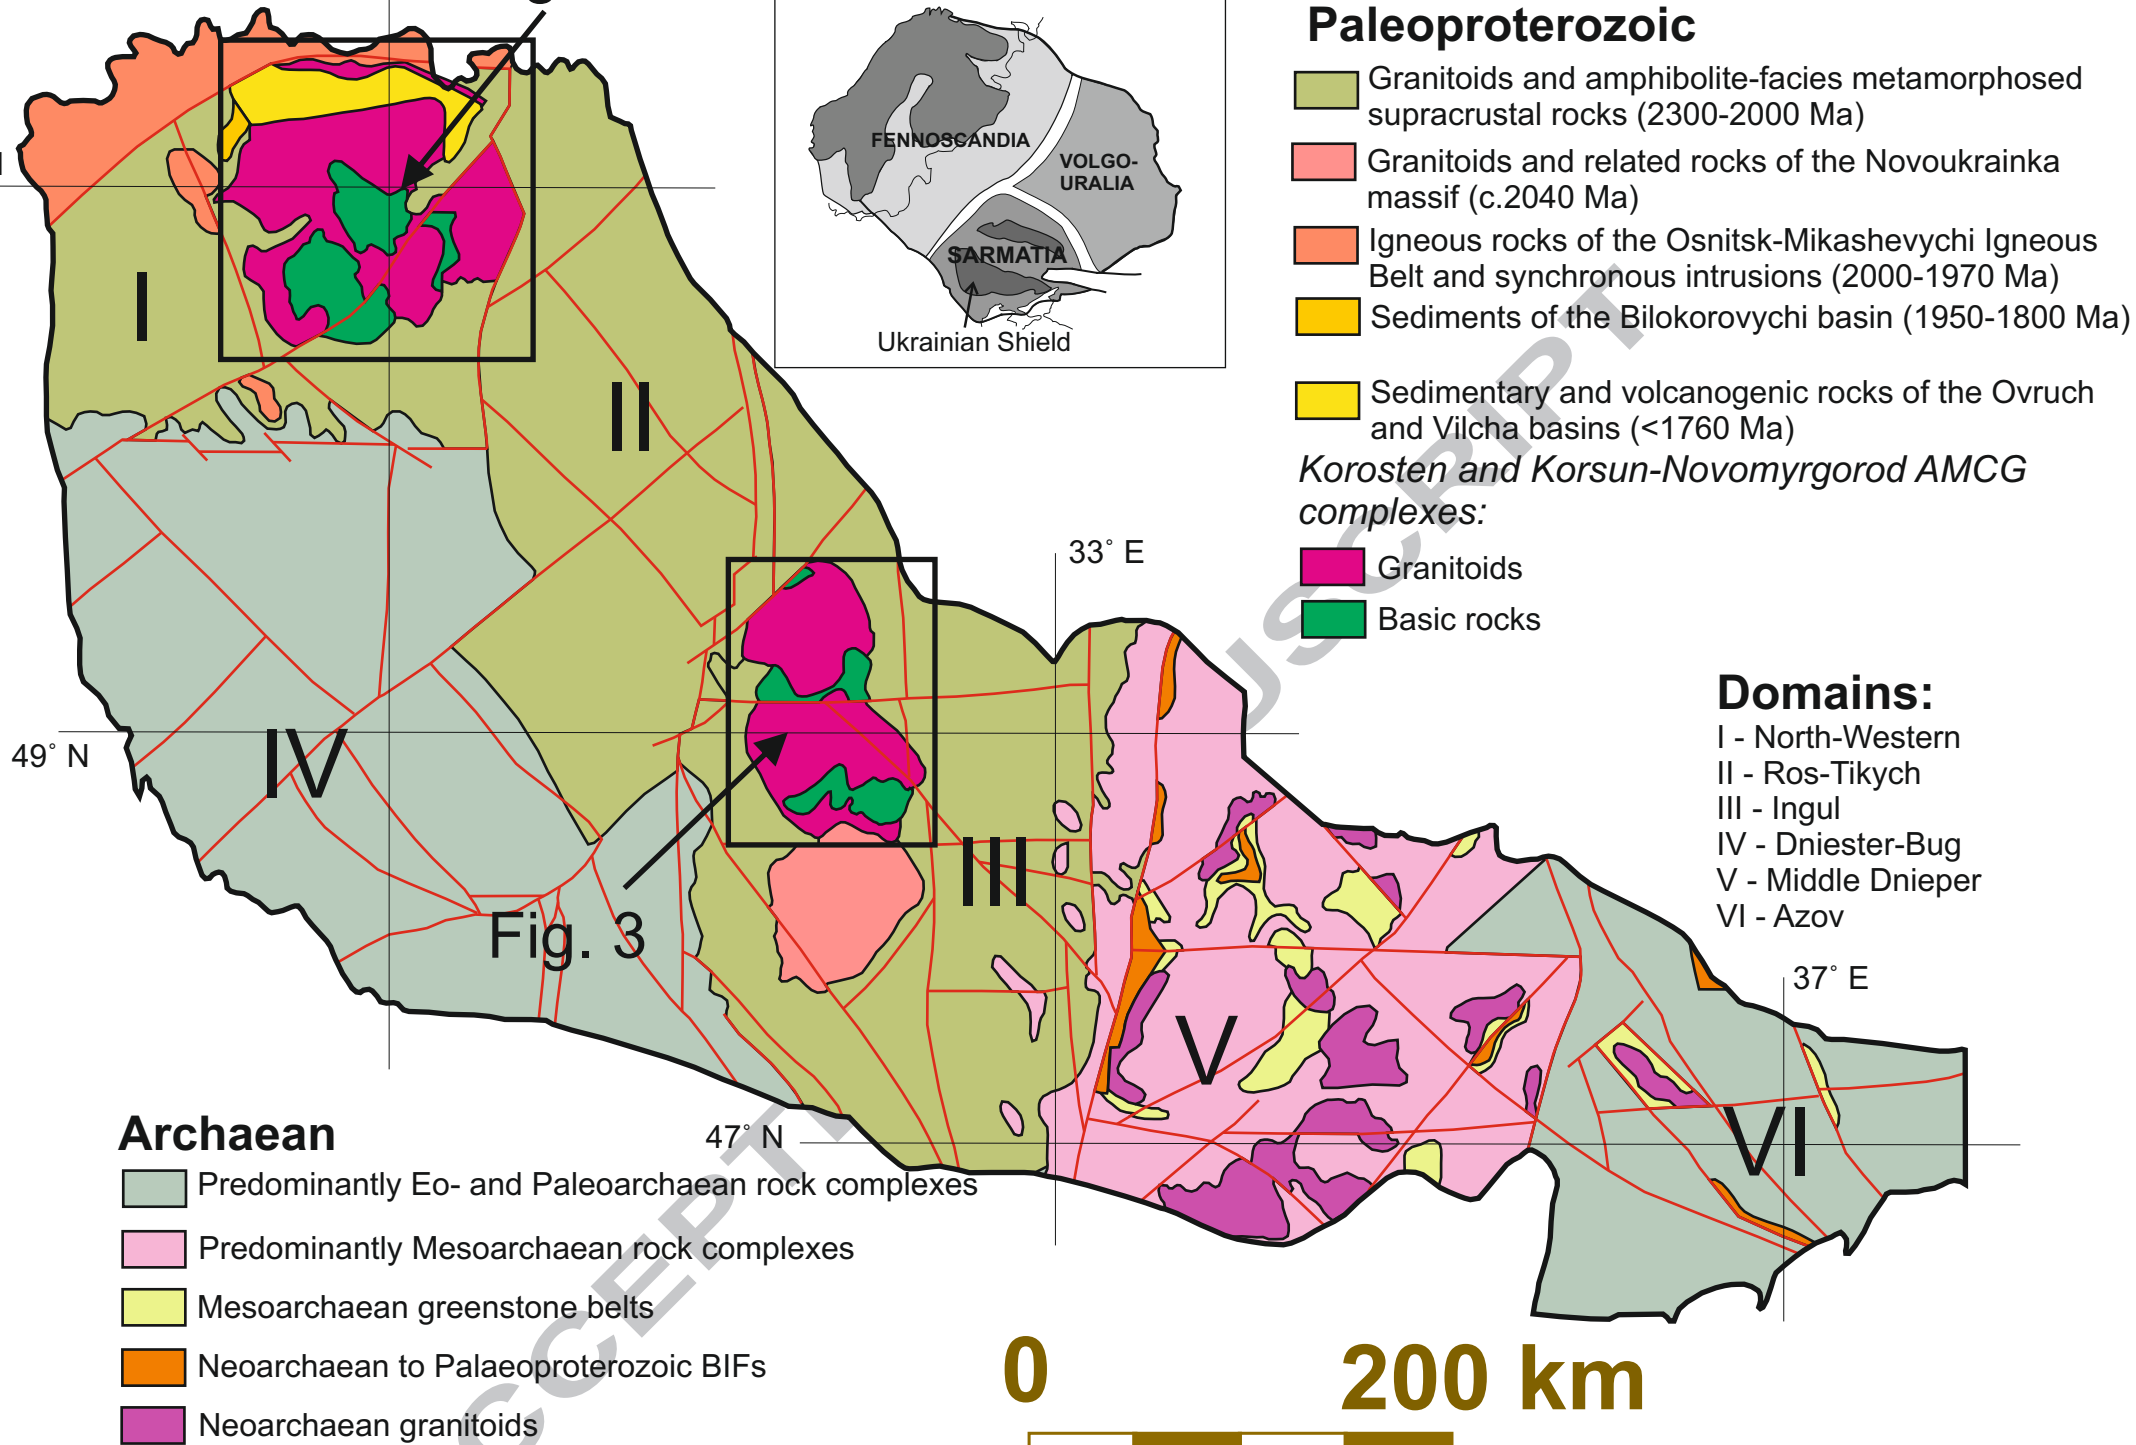 Paleoproterozoic
Granitoids and amphibolite-facies metamorphosed
supracrustal rocks (2300-2000 Ma)
Granitoids and related rocks of the Novoukrainka
massif (c.2040 Ma)
Igneous rocks of the Osnitsk-Mikashevychi Igneous
Belt and synchronous intrusions (2000-1970 Ma)
Sediments of the Bilokorovychi basin (1950-1800 Ma)
Sedimentary and volcanogenic rocks of the Ovruch
and Vilcha basins (<1760 Ma)
Korosten and Korsun-Novomyrgorod AMCG
complexes:
Granitoids
Basic rocks
FENNOSCANDIA
VOLGO-
URALIA
SARMATIA
Ukrainian Shield
I
II
33° E
IV
49° N
III
Fig. 3
V
VI
37° E
47° N
Domains:
I - North-Western
II - Ros-Tikych
III - Ingul
IV - Dniester-Bug
V - Middle Dnieper
VI - Azov
Archaean
Predominantly Eo- and Paleoarchaean rock complexes
Predominantly Mesoarchaean rock complexes
Mesoarchaean greenstone belts
Neoarchaean to Palaeoproterozoic BIFs
Neoarchaean granitoids
0 200 km